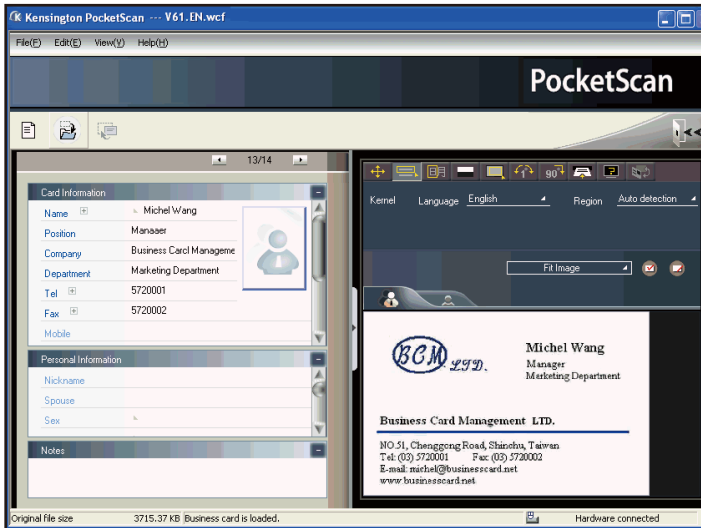 Kensington PocketScan --- V61.EN.wcf
File(F) Edit(E) View(V) Help(H)
PocketScan
13/14
Card Information
Name Michel Wang
Position Manaaer
Company Business Carcl Manageme
Department Marketing Department
Tel 5720001
Fax 5720002
Mobile
Personal Information
Nickname
Spouse
Sex
Notes
Kernel Language English Region Auto detection
Fit Image
BCM LTD.
Michel Wang
Manager
Marketing Department
Business Card Management LTD.
NO.51, Chenggong Road, Shinchu, Taiwan
Tel: (03) 5720001 Fax: (03) 5720002
E-mail: michel@businesscard.net
www.businesscard.net
Original file size 3715.37 KB Business card is loaded. Hardware connected